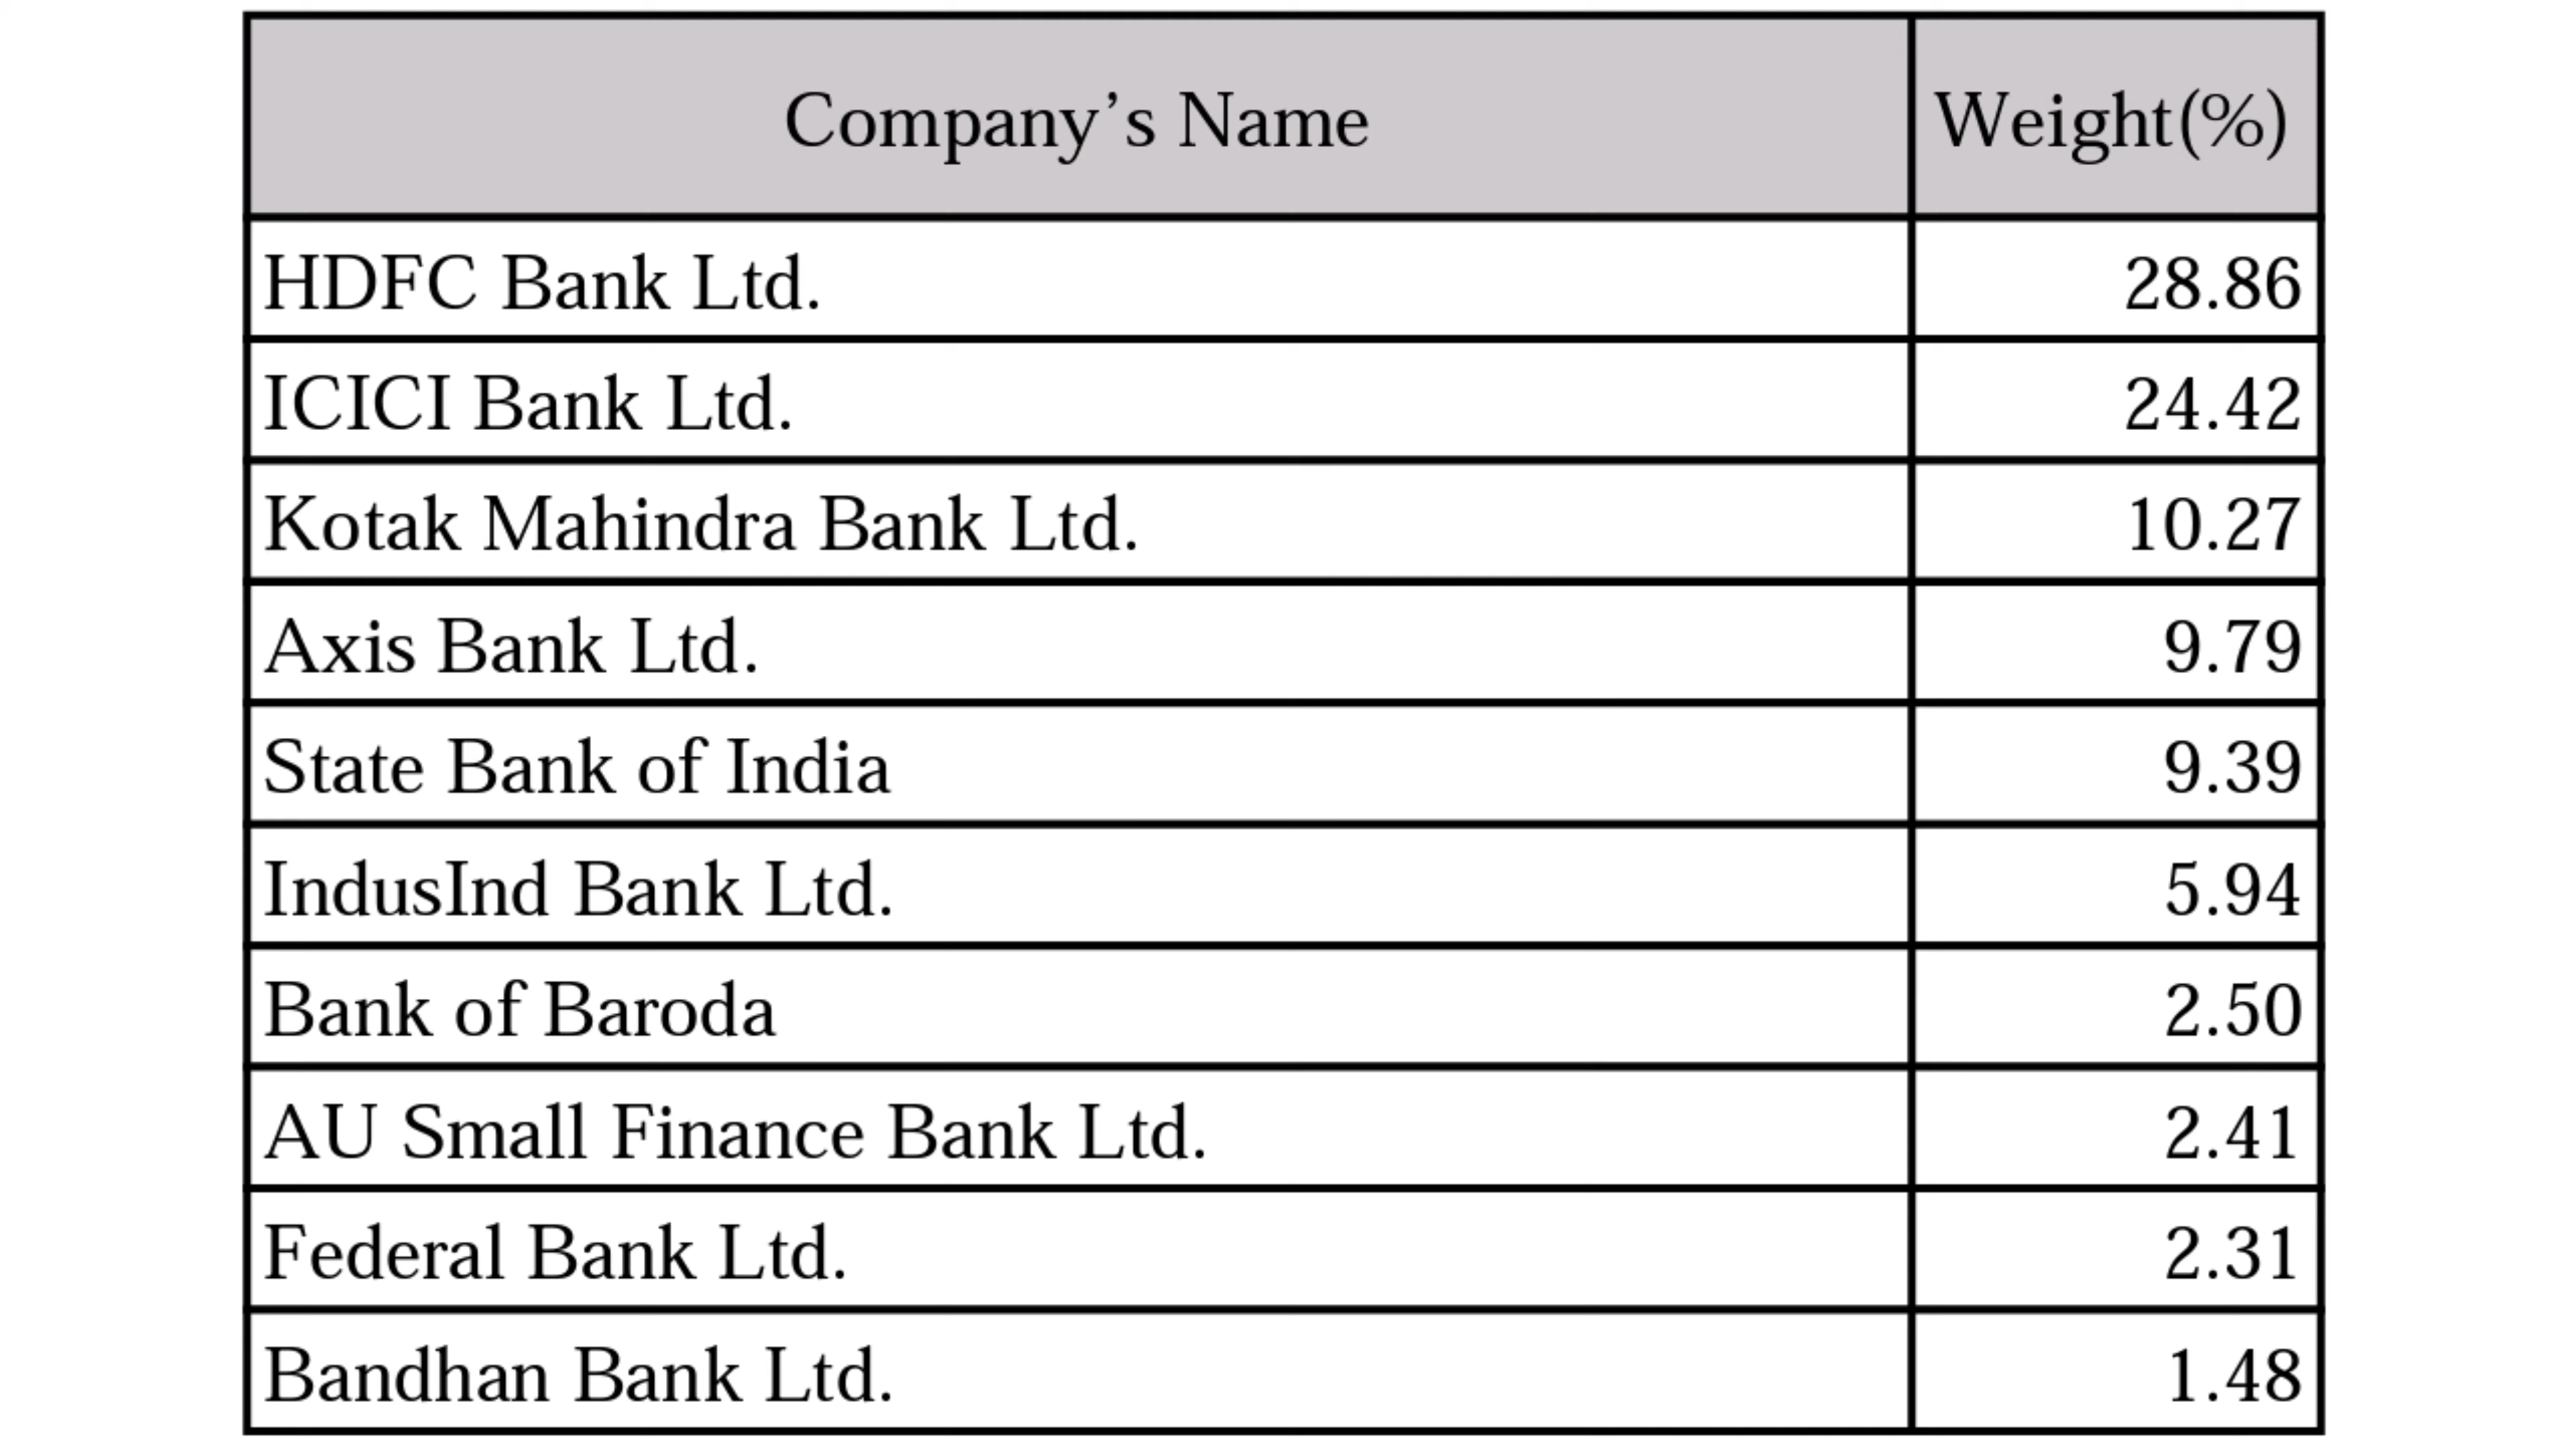 Company’s Name Weight(%)
HDFC Bank Ltd. 28.86
ICICI Bank Ltd. 24.42
Kotak Mahindra Bank Ltd. 10.27
Axis Bank Ltd. 9.79
State Bank of India 9.39
IndusInd Bank Ltd. 5.94
Bank of Baroda 2.50
AU Small Finance Bank Ltd. 2.41
Federal Bank Ltd. 2.31
Bandhan Bank Ltd. 1.48